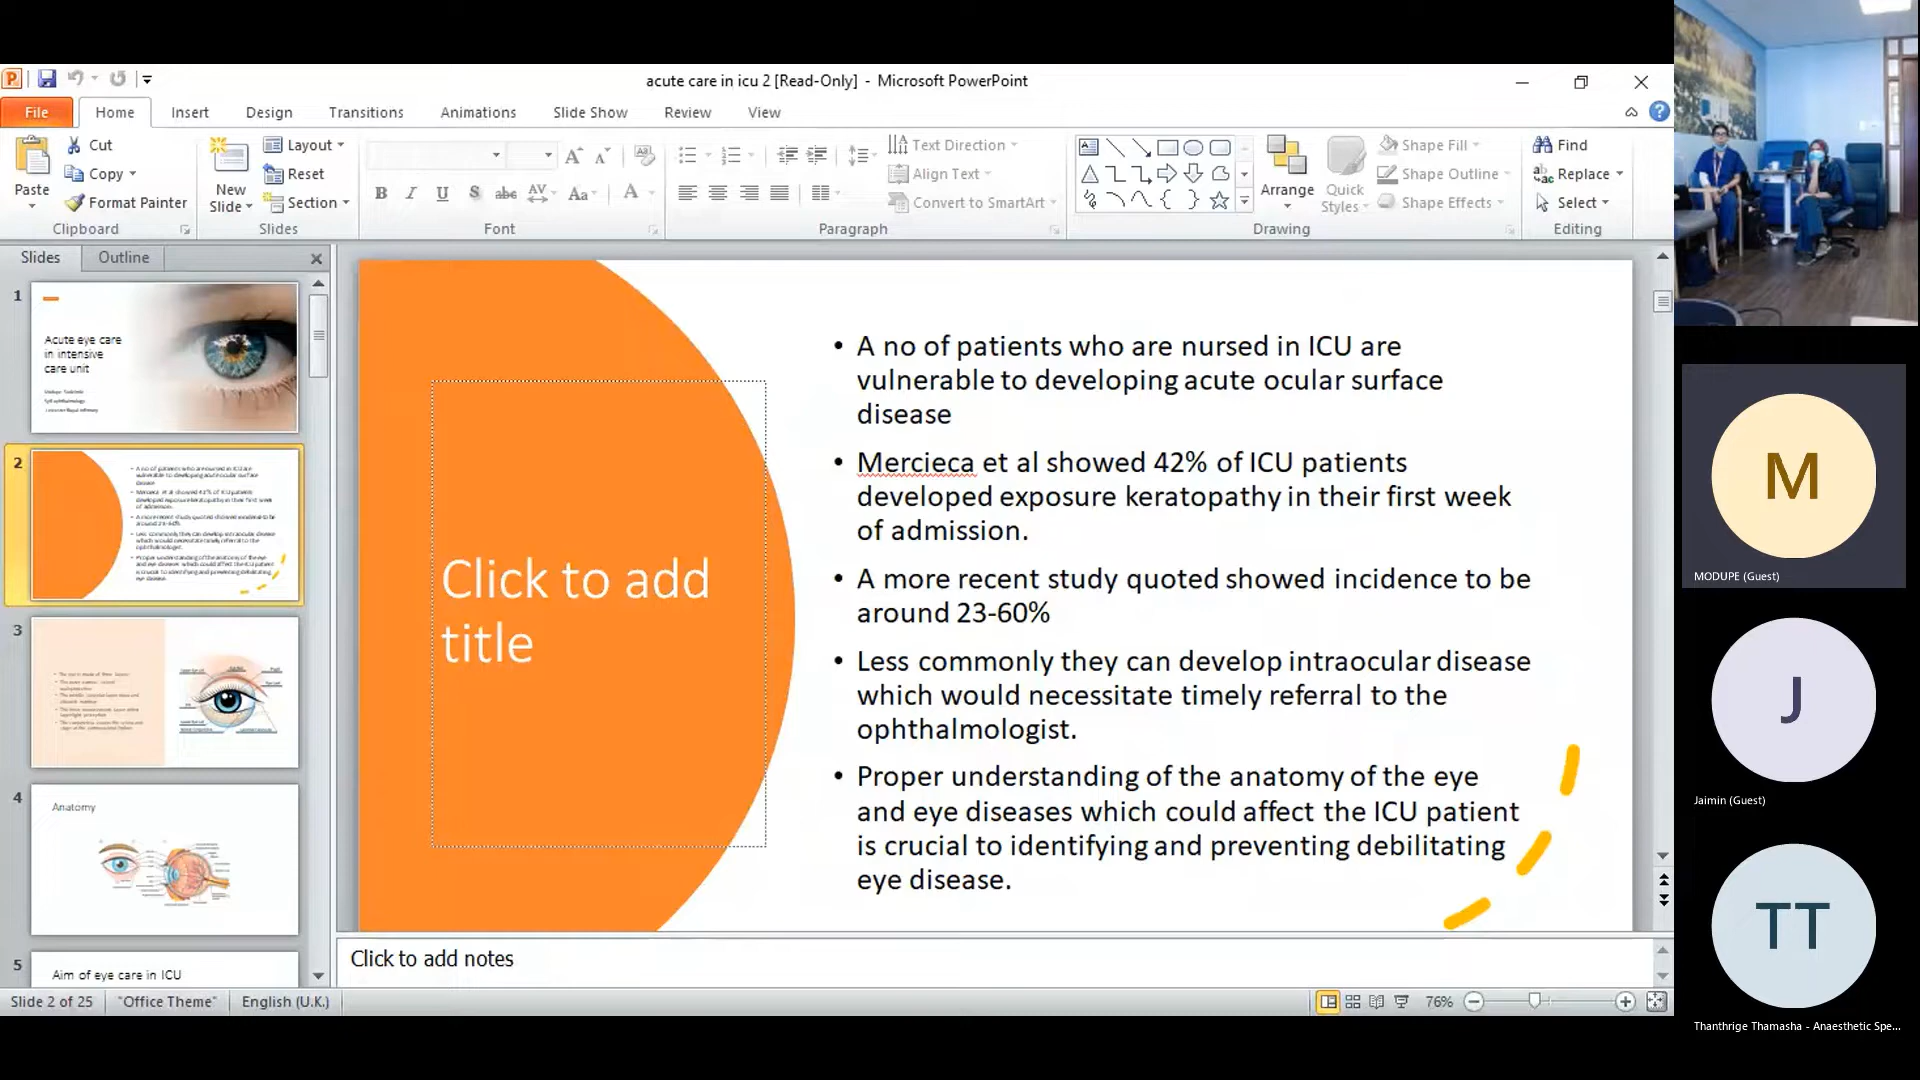 acute care in icu 2 [Read-Only] - Microsoft PowerPoint
File Home Insert Design Transitions Animations Slide Show Review View
Paste
Cut
Copy
Format Painter
Clipboard
New
Slide
Layout
Reset
Section
Slides
Font
Text Direction
Align Text
Convert to SmartArt
Paragraph
Arrange
Quick
Styles
Shape Fill
Shape Outline
Shape Effects
Drawing
Find
Replace
Select
Editing
Slides Outline
1
Acute eye care
in intensive
care unit
2
3
4
Anatomy
5
Aim of eye care in ICU
Click to add
title
• A no of patients who are nursed in ICU are
vulnerable to developing acute ocular surface
disease
• Mercieca et al showed 42% of ICU patients
developed exposure keratopathy in their first week
of admission.
• A more recent study quoted showed incidence to be
around 23-60%
• Less commonly they can develop intraocular disease
which would necessitate timely referral to the
ophthalmologist.
• Proper understanding of the anatomy of the eye
and eye diseases which could affect the ICU patient
is crucial to identifying and preventing debilitating
eye disease.
Click to add notes
Slide 2 of 25 "Office Theme" English (U.K.) 76%
M
MODUPE (Guest)
J
Jaimin (Guest)
TT
Thanthrige Thamasha - Anaesthetic Spe...